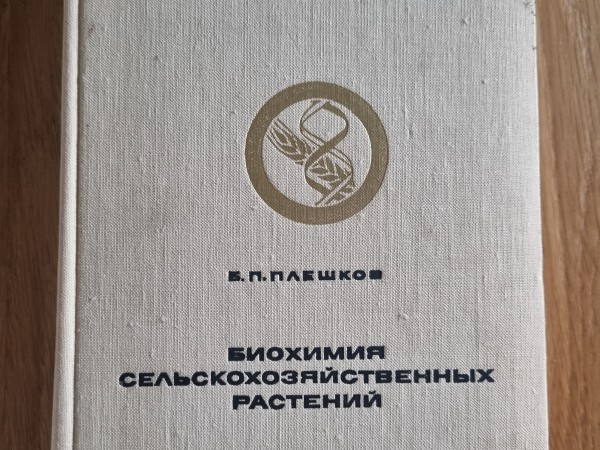 Б.П.ПЛЕШКОВ
БИОХИМИЯ
СЕЛЬСКОХОЗЯЙСТВЕННЫХ
РАСТЕНИЙ